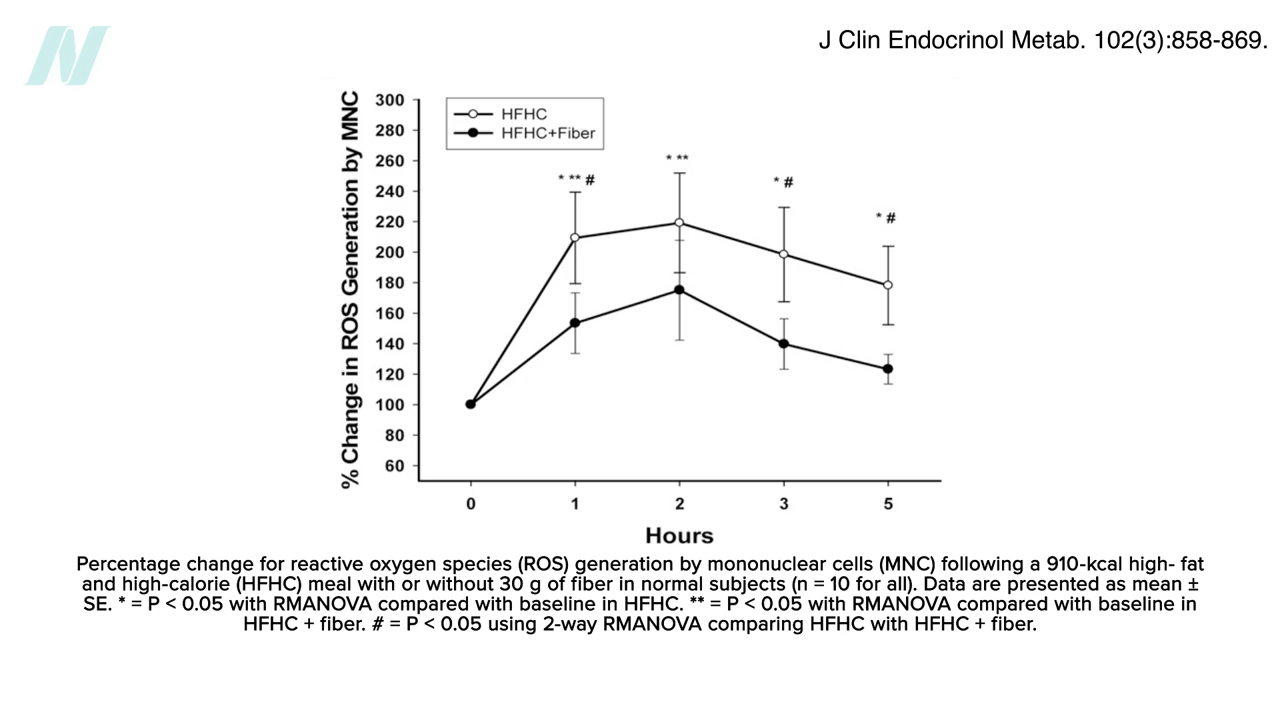 J Clin Endocrinol Metab. 102(3):858-869.
% Change in ROS Generation by MNC
300
280
260
240
220
200
180
160
140
120
100
80
60
HFHC
HFHC+Fiber
* ** #
* **
* #
* #
0 1 2 3 5
Hours
Percentage change for reactive oxygen species (ROS) generation by mononuclear cells (MNC) following a 910-kcal high- fat
and high-calorie (HFHC) meal with or without 30 g of fiber in normal subjects (n = 10 for all). Data are presented as mean ±
SE. * = P < 0.05 with RMANOVA compared with baseline in HFHC. ** = P < 0.05 with RMANOVA compared with baseline in
HFHC + fiber. # = P < 0.05 using 2-way RMANOVA comparing HFHC with HFHC + fiber.